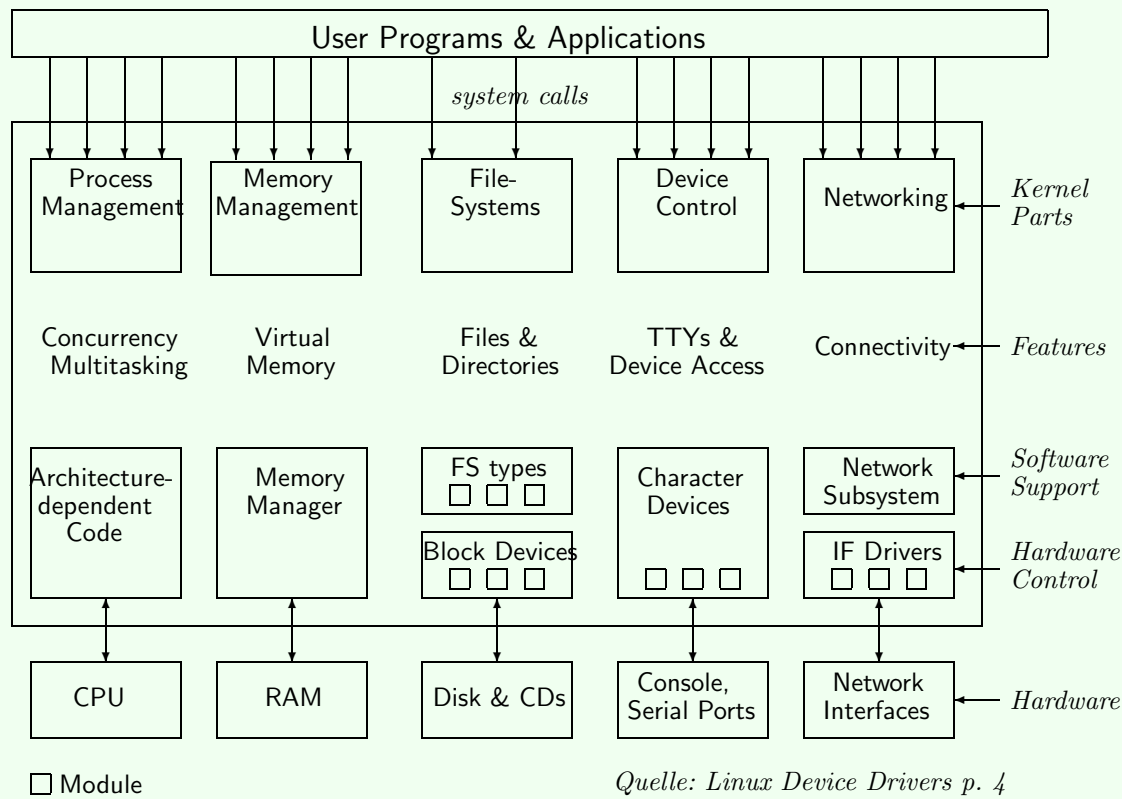 User Programs & Applications
system calls
Process
Management
Memory
Management
File-
Systems
Device
Control
Networking
Kernel
Parts
Concurrency
Multitasking
Virtual
Memory
Files &
Directories
TTYs &
Device Access
Connectivity
Features
Architecture-
dependent
Code
Memory
Manager
FS types
Block Devices
Character
Devices
Network
Subsystem
IF Drivers
Software
Support
Hardware
Control
CPU
RAM
Disk & CDs
Console,
Serial Ports
Network
Interfaces
Hardware
Module
Quelle: Linux Device Drivers p. 4